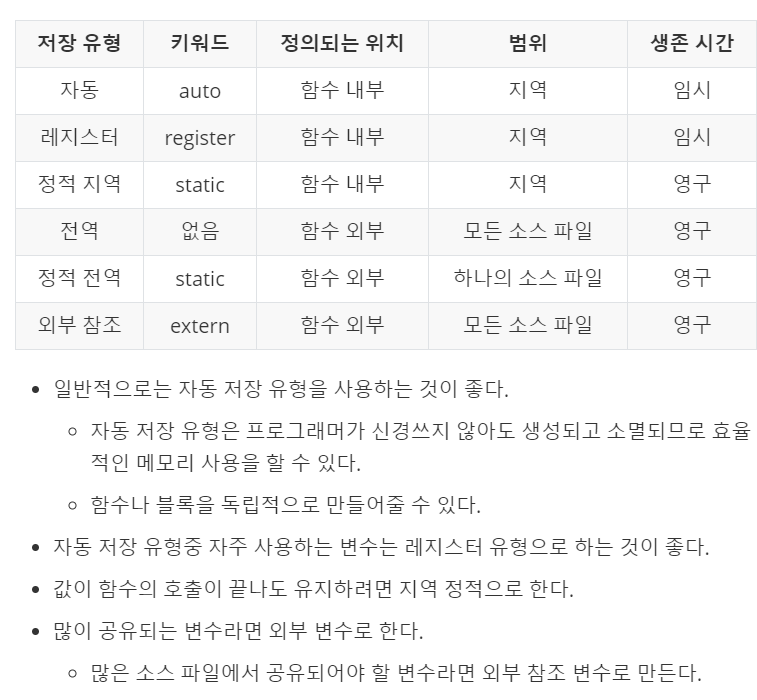 저장 유형 키워드 정의되는 위치 범위 생존 시간
자동 auto 함수 내부 지역 임시
레지스터 register 함수 내부 지역 임시
정적 지역 static 함수 내부 지역 영구
전역 없음 함수 외부 모든 소스 파일 영구
정적 전역 static 함수 외부 하나의 소스 파일 영구
외부 참조 extern 함수 외부 모든 소스 파일 영구
일반적으로는 자동 저장 유형을 사용하는 것이 좋다.
자동 저장 유형은 프로그래머가 신경쓰지 않아도 생성되고 소멸되므로 효율
적인 메모리 사용을 할 수 있다.
함수나 블록을 독립적으로 만들어줄 수 있다.
자동 저장 유형중 자주 사용하는 변수는 레지스터 유형으로 하는 것이 좋다.
값이 함수의 호출이 끝나도 유지하려면 지역 정적으로 한다.
많이 공유되는 변수라면 외부 변수로 한다.
많은 소스 파일에서 공유되어야 할 변수라면 외부 참조 변수로 만든다.